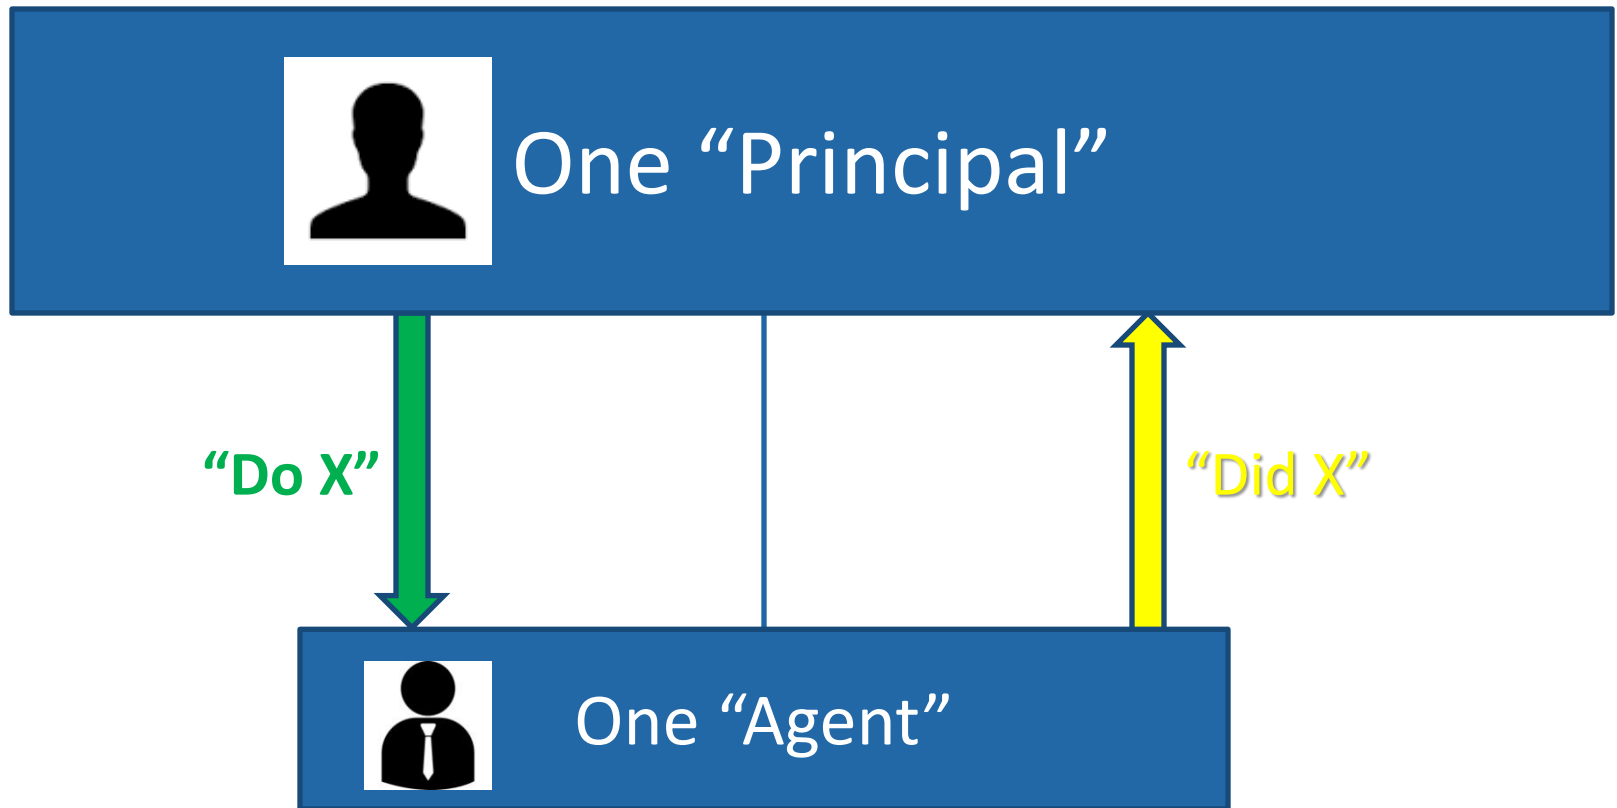 One “Principal”
“Do X”
“Did X”
One “Agent”